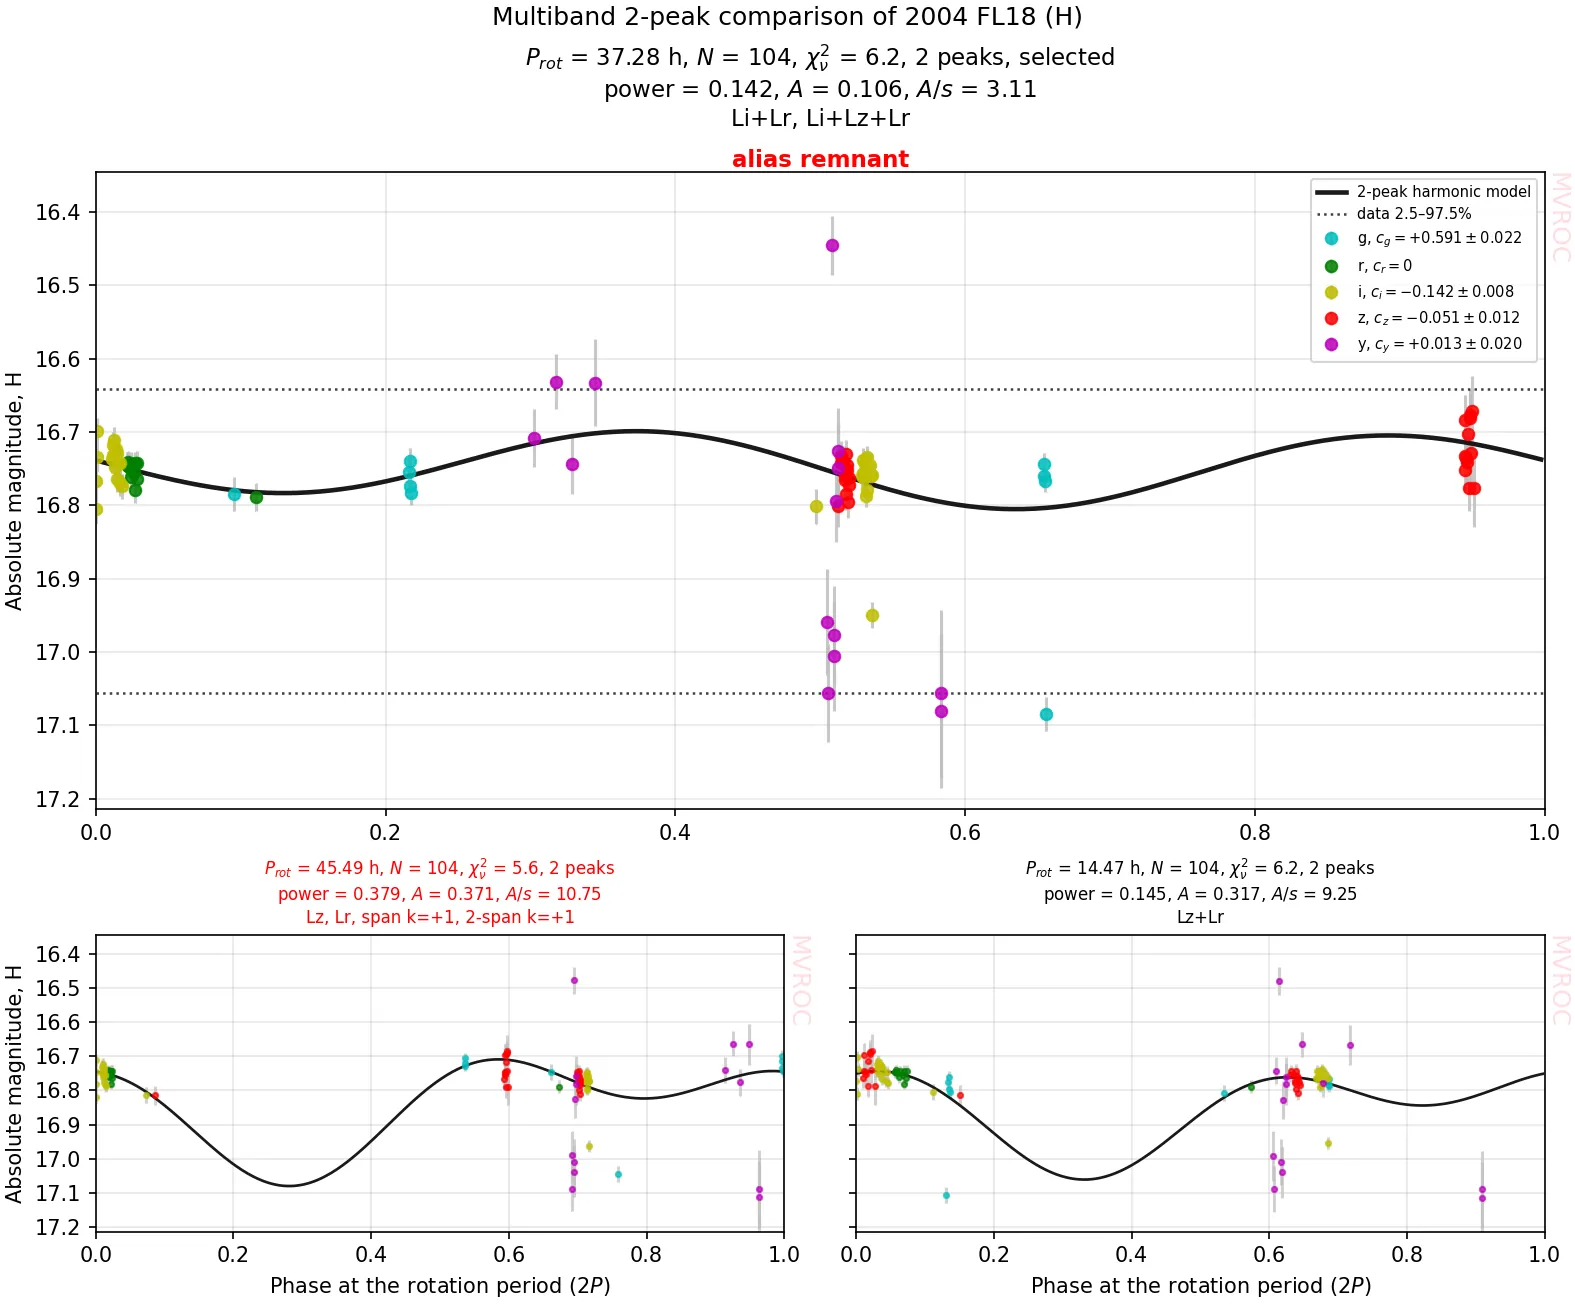 Multiband 2-peak comparison of 2004 FL18 (H)
P_rot = 37.28 h, N = 104, χ²_ν = 6.2, 2 peaks, selected
power = 0.142, A = 0.106, A/s = 3.11
Li+Lr, Li+Lz+Lr
alias remnant
MVROC
2-peak harmonic model
data 2.5–97.5%
g, c_g = +0.591 ± 0.022
r, c_r = 0
i, c_i = −0.142 ± 0.008
z, c_z = −0.051 ± 0.012
y, c_y = +0.013 ± 0.020
Absolute magnitude, H
16.4
16.5
16.6
16.7
16.8
16.9
17.0
17.1
17.2
0.0 0.2 0.4 0.6 0.8 1.0
P_rot = 45.49 h, N = 104, χ²_ν = 5.6, 2 peaks
power = 0.379, A = 0.371, A/s = 10.75
Lz, Lr, span k=+1, 2-span k=+1
MVROC
Absolute magnitude, H
16.4
16.5
16.6
16.7
16.8
16.9
17.0
17.1
17.2
0.0 0.2 0.4 0.6 0.8 1.0
Phase at the rotation period (2P)
P_rot = 14.47 h, N = 104, χ²_ν = 6.2, 2 peaks
power = 0.145, A = 0.317, A/s = 9.25
Lz+Lr
MVROC
0.0 0.2 0.4 0.6 0.8 1.0
Phase at the rotation period (2P)